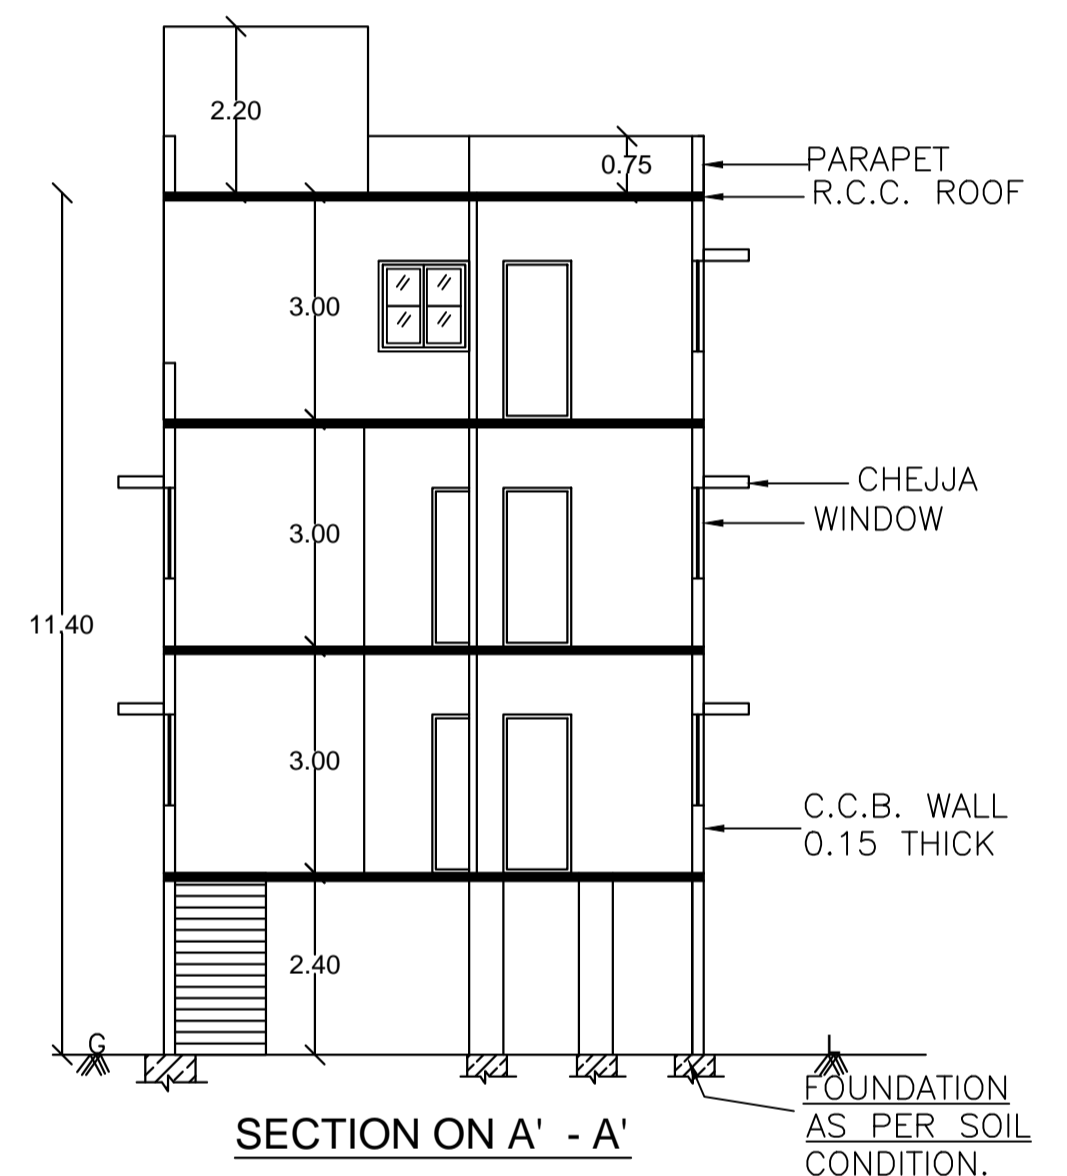 2.20
0.75
PARAPET
R.C.C. ROOF
3.00
CHEJJA
3.00
WINDOW
11.40
3.00
C.C.B. WALL
0.15 THICK
2.40
G
L
FOUNDATION
AS PER SOIL
CONDITION.
SECTION ON A' - A'